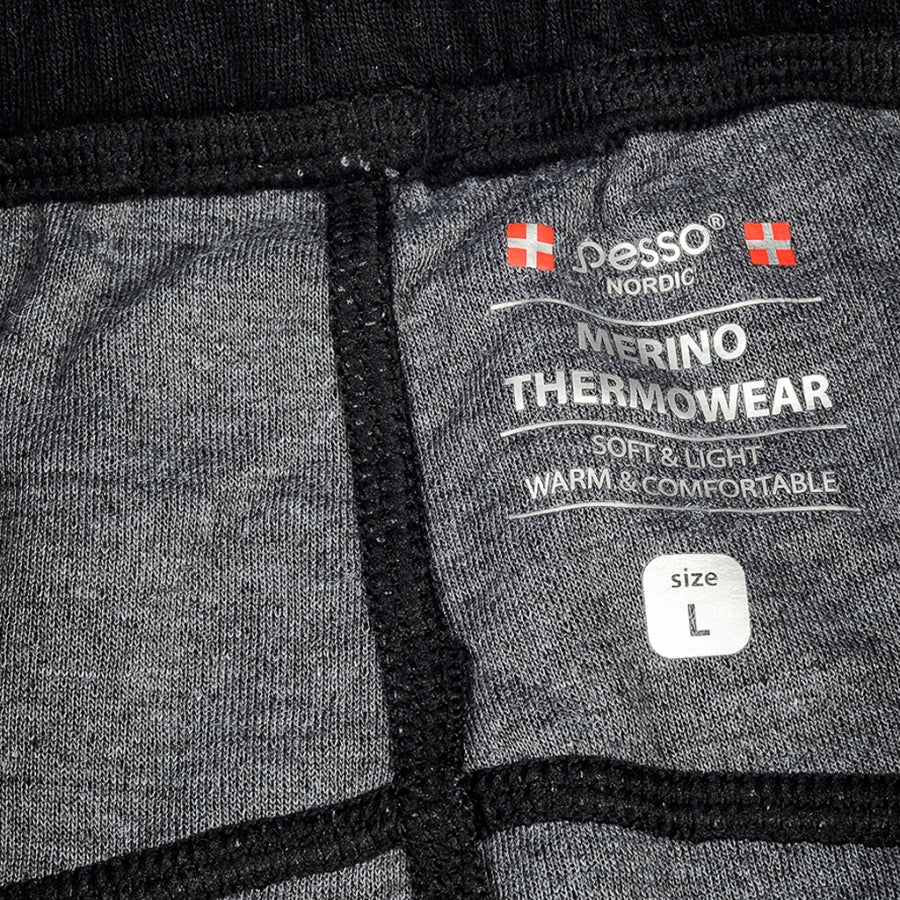 Pesso®
NORDIC
MERINO
THERMOWEAR
SOFT & LIGHT
WARM & COMFORTABLE
size
L